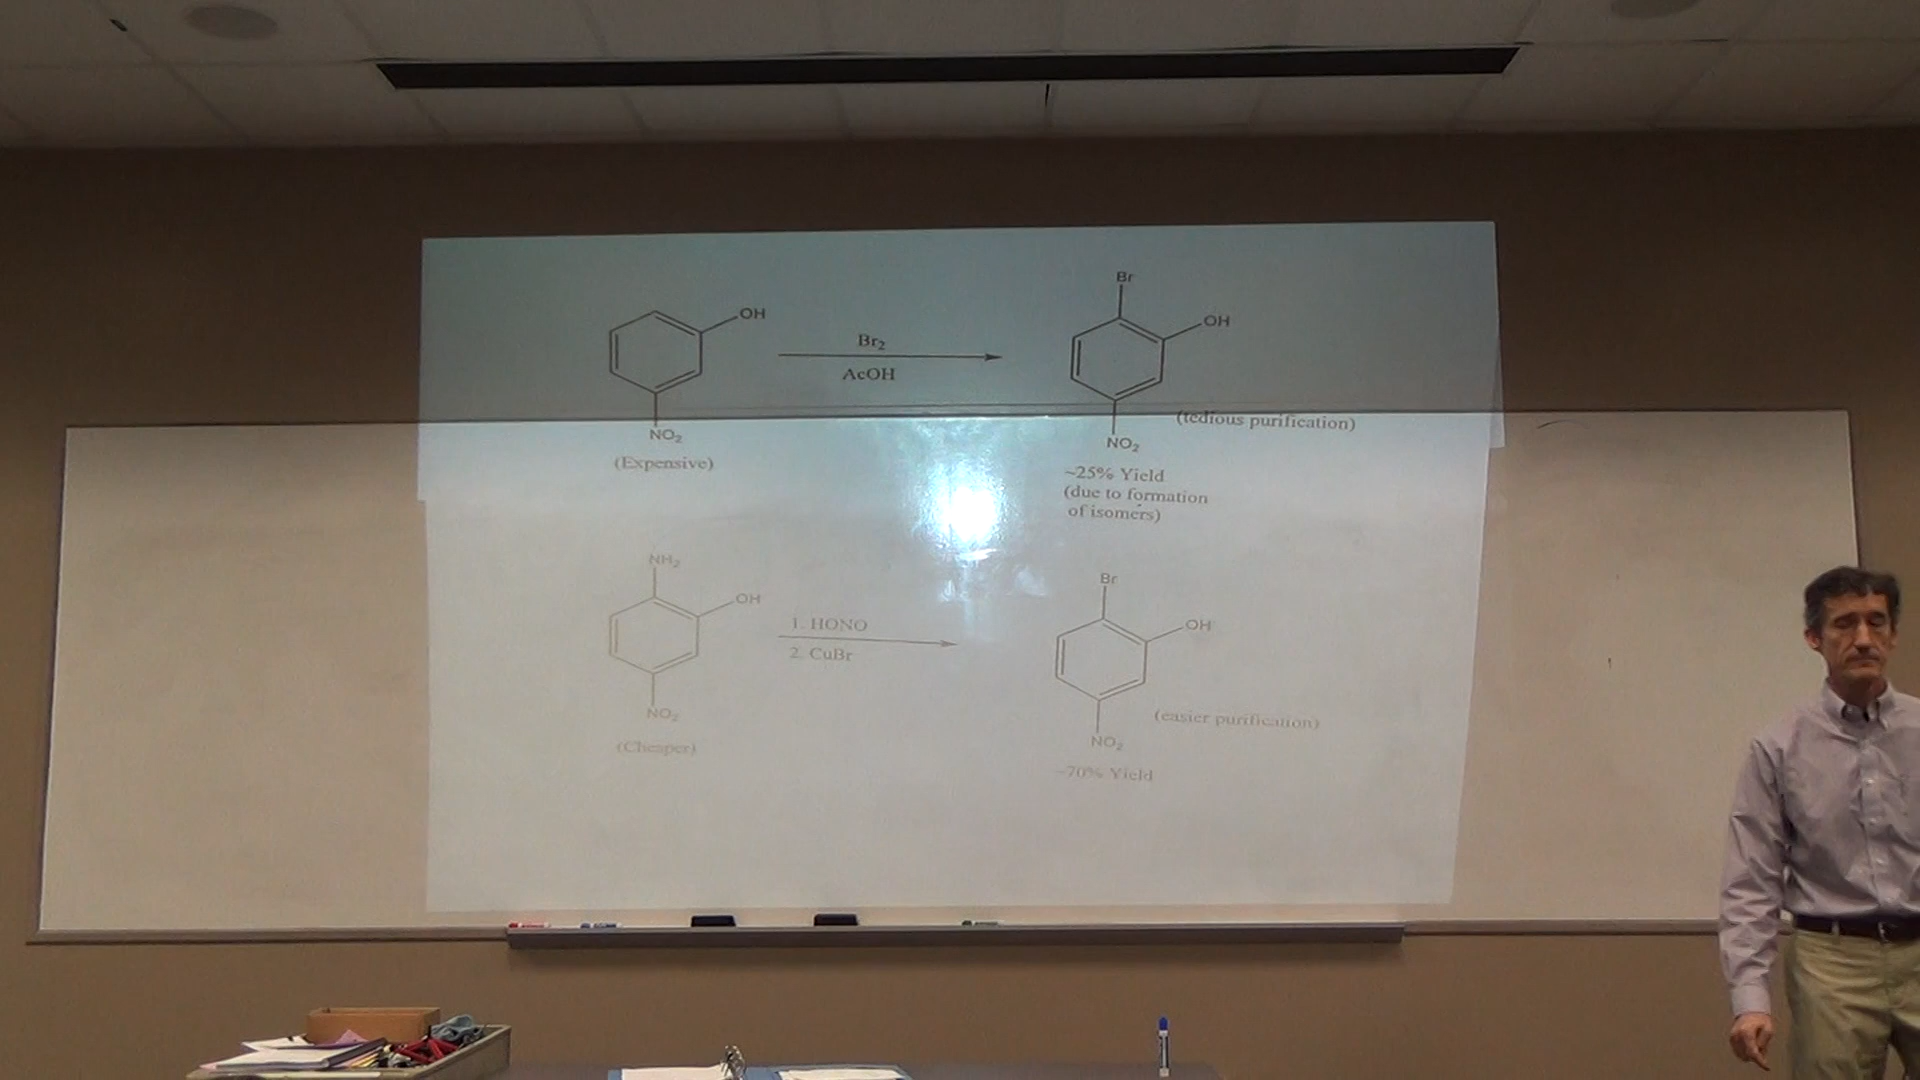 OH
Br₂
AcOH
NO₂
(Expensive)
Br
OH
NO₂
(tedious purification)
~25% Yield
(due to formation
of isomers)
NH₂
OH
1. HONO
2. CuBr
NO₂
(Cheaper)
Br
OH
NO₂
(easier purification)
~70% Yield